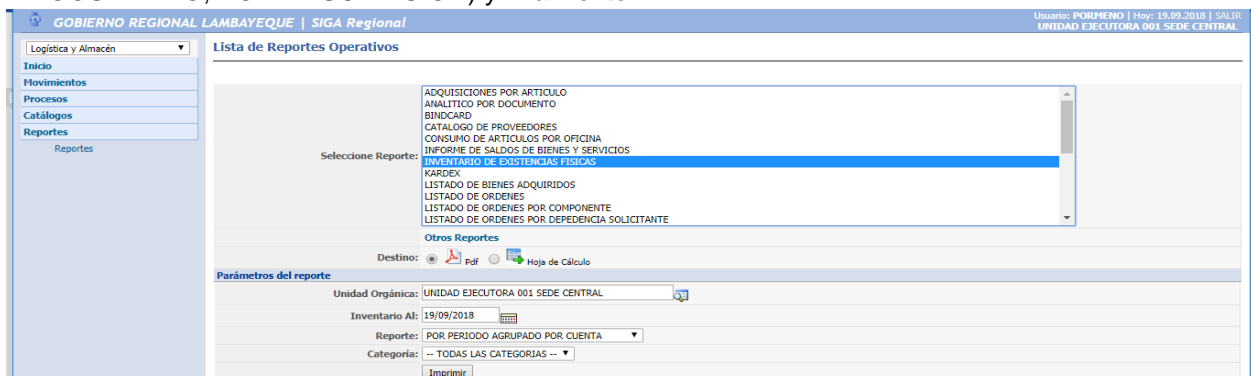 GOBIERNO REGIONAL LAMBAYEQUE | SIGA Regional
Usuario: PORMENO | Hoy: 19.09.2018 | SALIR
UNIDAD EJECUTORA 001 SEDE CENTRAL
Logística y Almacén
Inicio
Movimientos
Procesos
Catálogos
Reportes
Reportes
Lista de Reportes Operativos
Seleccione Reporte:
ADQUISICIONES POR ARTICULO
ANALITICO POR DOCUMENTO
BINDCARD
CATALOGO DE PROVEEDORES
CONSUMO DE ARTICULOS POR OFICINA
INFORME DE SALDOS DE BIENES Y SERVICIOS
INVENTARIO DE EXISTENCIAS FISICAS
KARDEX
LISTADO DE BIENES ADQUIRIDOS
LISTADO DE ORDENES
LISTADO DE ORDENES POR COMPONENTE
LISTADO DE ORDENES POR DEPEDENCIA SOLICITANTE
Otros Reportes
Destino: Pdf Hoja de Cálculo
Parámetros del reporte
Unidad Orgánica: UNIDAD EJECUTORA 001 SEDE CENTRAL
Inventario Al: 19/09/2018
Reporte: POR PERIODO AGRUPADO POR CUENTA
Categoría: -- TODAS LAS CATEGORIAS --
Imprimir